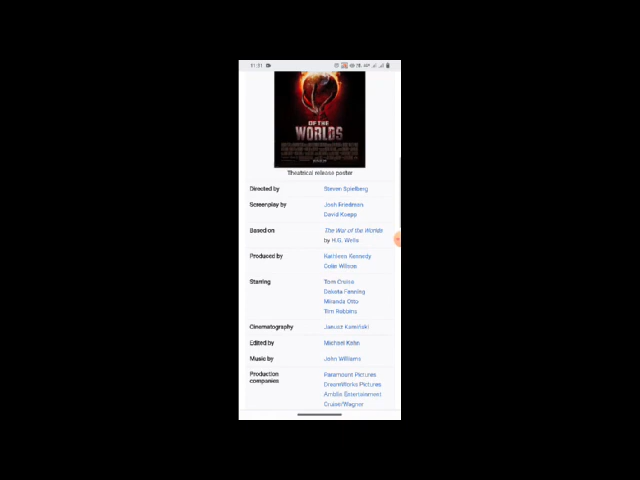 11:31
OF THE
WORLDS
Theatrical release poster
Directed by Steven Spielberg
Screenplay by Josh Friedman
David Koepp
Based on The War of the Worlds
by H.G. Wells
Produced by Kathleen Kennedy
Colin Wilson
Starring Tom Cruise
Dakota Fanning
Miranda Otto
Tim Robbins
Cinematography Janusz Kamiński
Edited by Michael Kahn
Music by John Williams
Production Paramount Pictures
companies DreamWorks Pictures
Amblin Entertainment
Cruise/Wagner